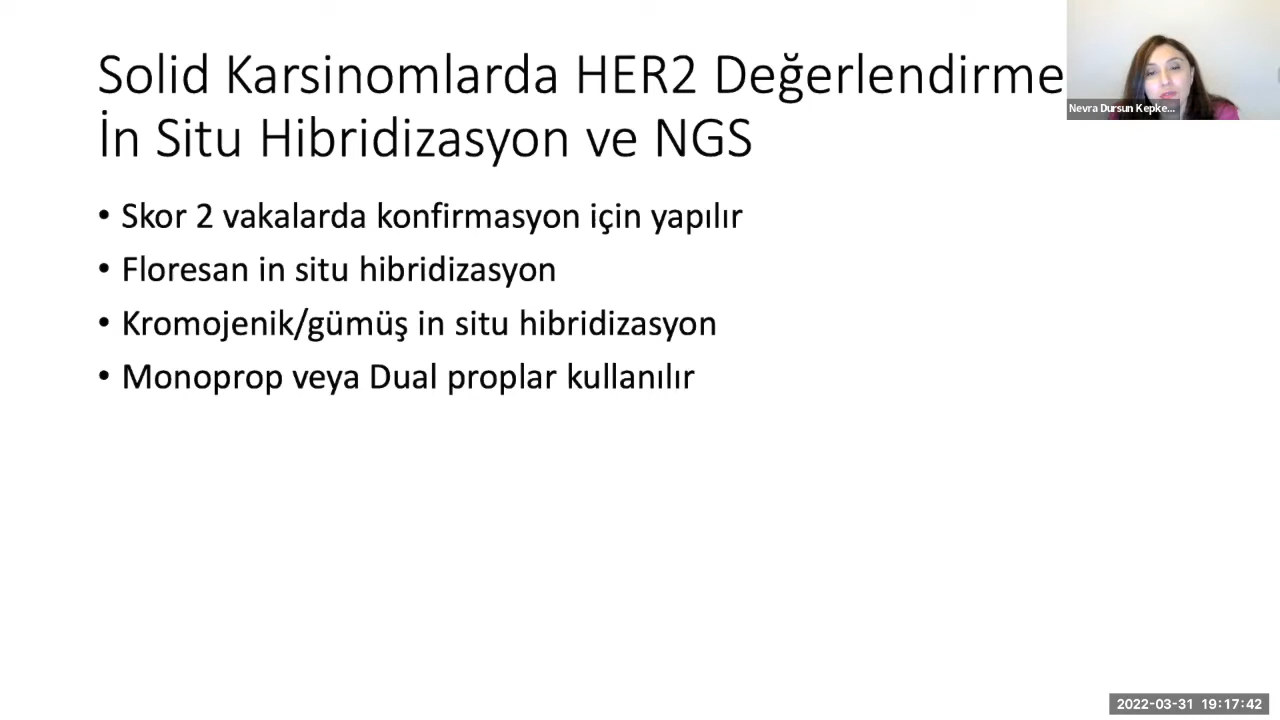 Solid Karsinomlarda HER2 Değerlendirme
İn Situ Hibridizasyon ve NGS
• Skor 2 vakalarda konfirmasyon için yapılır
• Floresan in situ hibridizasyon
• Kromojenik/gümüş in situ hibridizasyon
• Monoprop veya Dual proplar kullanılır
Nevra Dursun Kepke...
2022-03-31 19:17:42